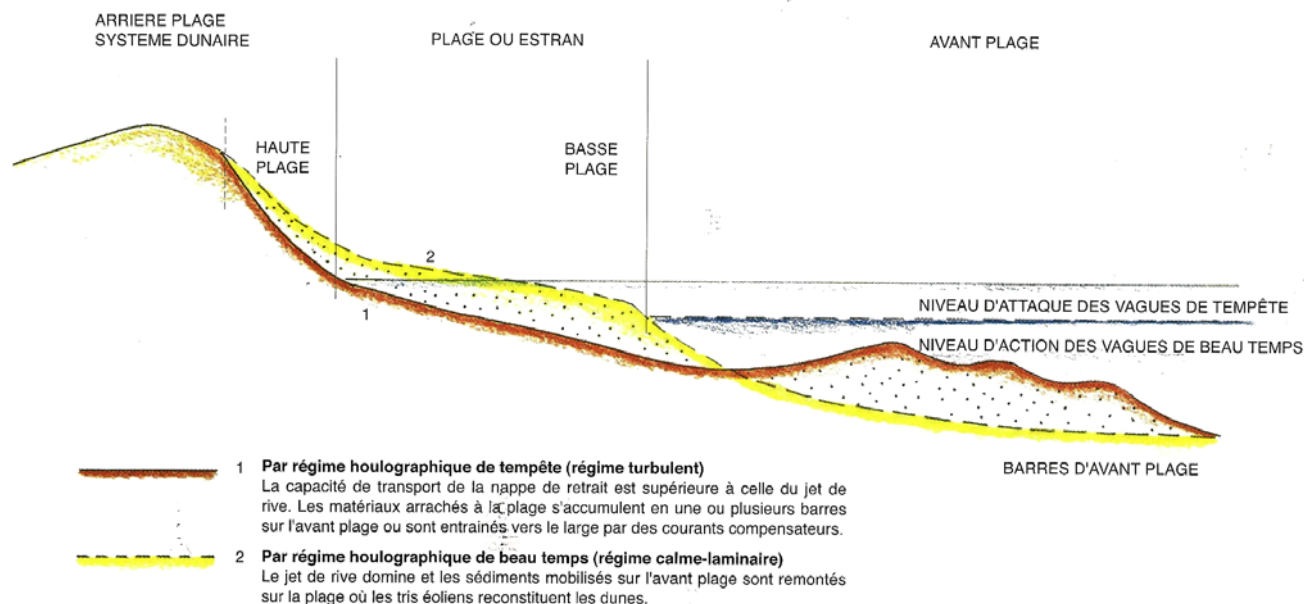 ARRIERE PLAGE
SYSTEME DUNAIRE
PLAGE OU ESTRAN
AVANT PLAGE
HAUTE
PLAGE
BASSE
PLAGE
2
1
NIVEAU D'ATTAQUE DES VAGUES DE TEMPÊTE
NIVEAU D'ACTION DES VAGUES DE BEAU TEMPS
BARRES D'AVANT PLAGE
1 Par régime houlographique de tempête (régime turbulent)
La capacité de transport de la nappe de retrait est supérieure à celle du jet de
rive. Les matériaux arrachés à la plage s'accumulent en une ou plusieurs barres
sur l'avant plage ou sont entrainés vers le large par des courants compensateurs.
2 Par régime houlographique de beau temps (régime calme-laminaire)
Le jet de rive domine et les sédiments mobilisés sur l'avant plage sont remontés
sur la plage où les tris éoliens reconstituent les dunes.